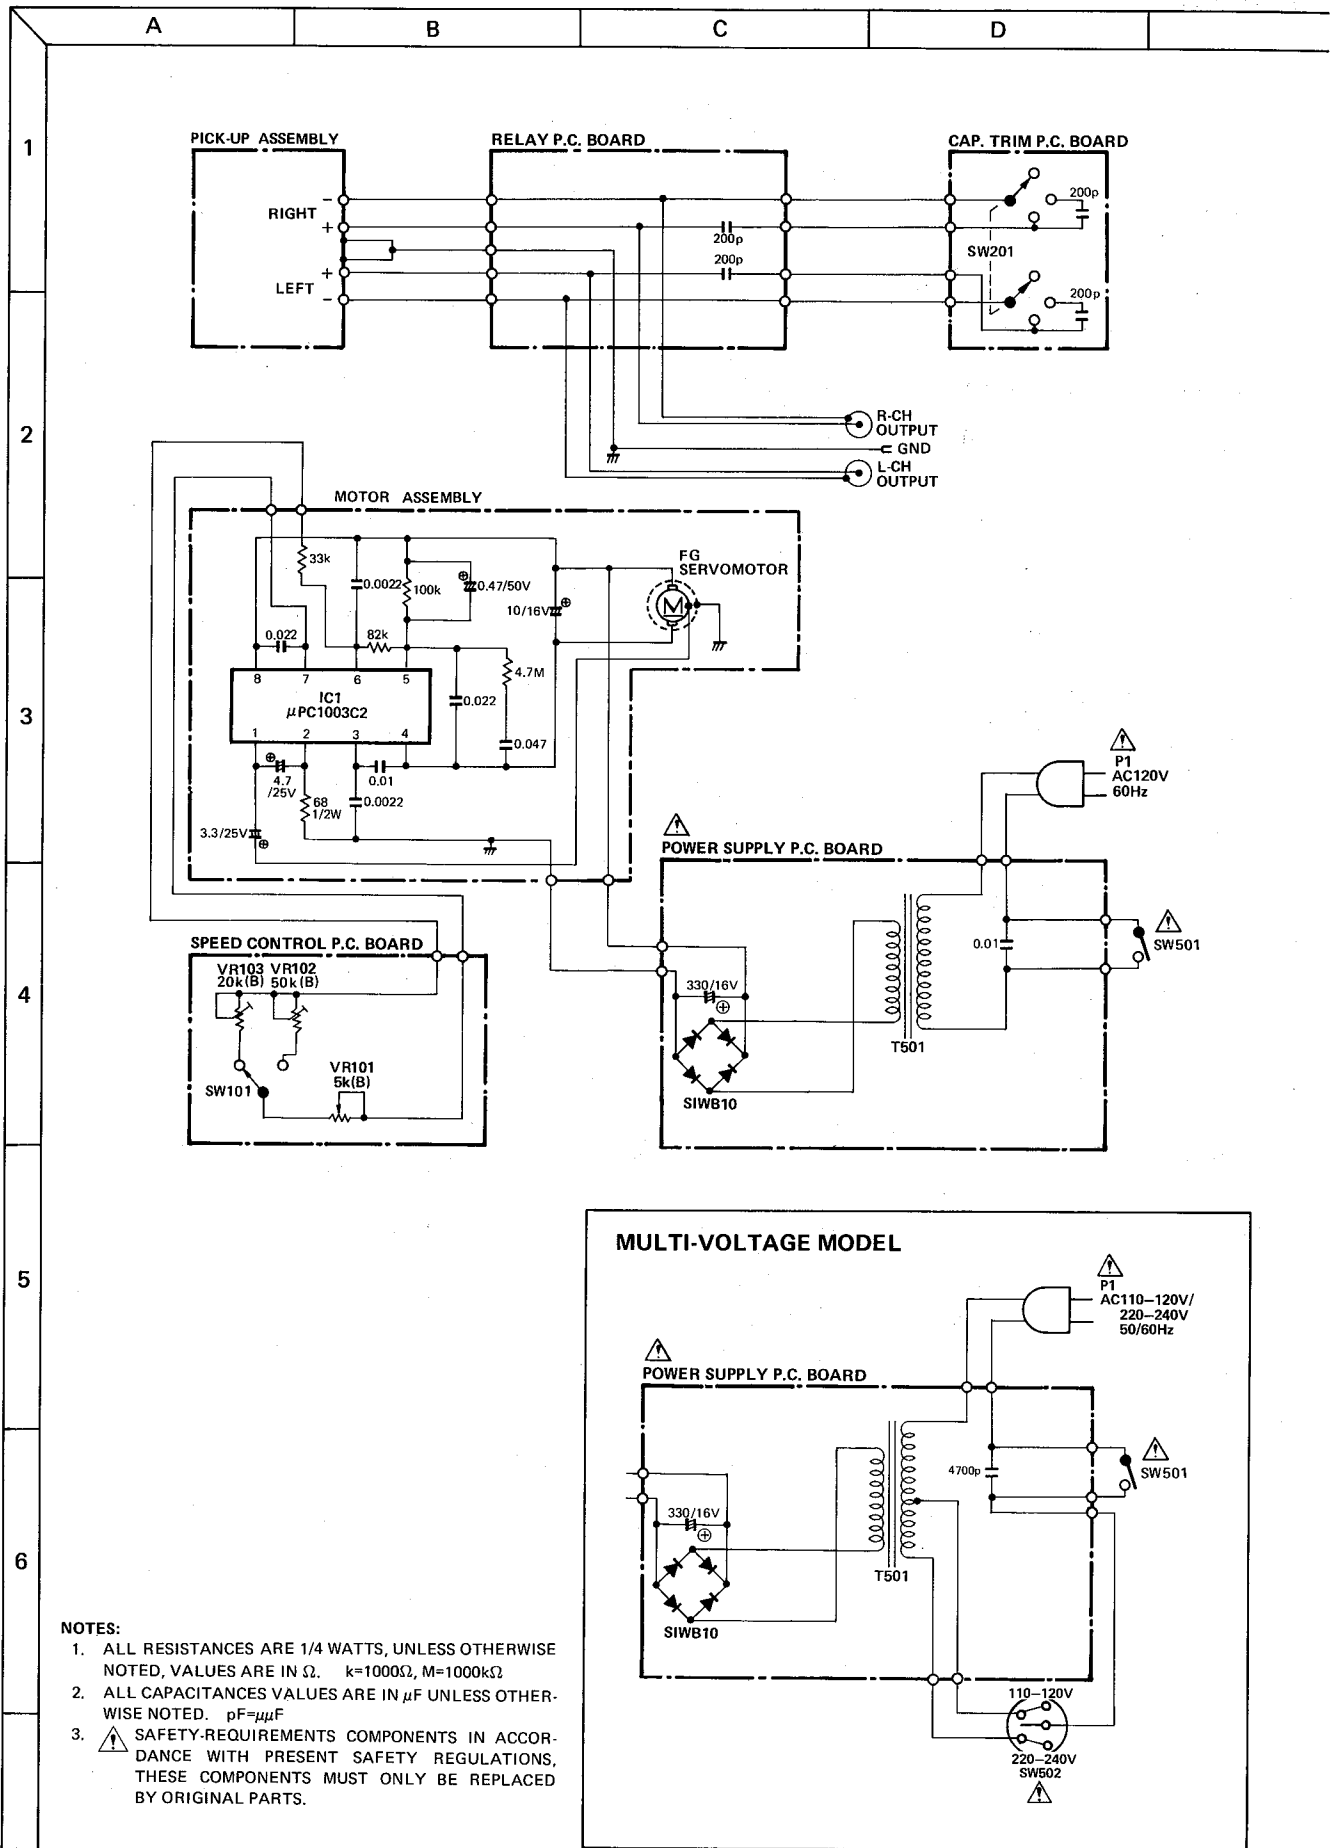 A B C D
1
PICK-UP ASSEMBLY
RELAY P.C. BOARD
CAP. TRIM P.C. BOARD
−
RIGHT
+
+
LEFT
−
200p
200p
200p
SW201
200p
2
R-CH
OUTPUT
GND
L-CH
OUTPUT
MOTOR ASSEMBLY
33k
0.0022
100k
0.47/50V
10/16V
FG
SERVOMOTOR
M
0.022
82k
4.7M
8 7 6 5
IC1
μPC1003C2
1 2 3 4
0.022
0.047
3
4.7
/25V
0.01
68
1/2W
0.0022
3.3/25V
P1
AC120V
60Hz
POWER SUPPLY P.C. BOARD
4
SPEED CONTROL P.C. BOARD
VR103 VR102
20k(B) 50k(B)
SW101
VR101
5k(B)
330/16V
SIWB10
T501
0.01
SW501
5
MULTI-VOLTAGE MODEL
P1
AC110–120V/
220–240V
50/60Hz
POWER SUPPLY P.C. BOARD
6
330/16V
SIWB10
T501
4700p
SW501
110–120V
220–240V
SW502
NOTES:
1. ALL RESISTANCES ARE 1/4 WATTS, UNLESS OTHERWISE
NOTED, VALUES ARE IN Ω. k=1000Ω, M=1000kΩ
2. ALL CAPACITANCES VALUES ARE IN μF UNLESS OTHER-
WISE NOTED. pF=μμF
3. SAFETY-REQUIREMENTS COMPONENTS IN ACCOR-
DANCE WITH PRESENT SAFETY REGULATIONS,
THESE COMPONENTS MUST ONLY BE REPLACED
BY ORIGINAL PARTS.